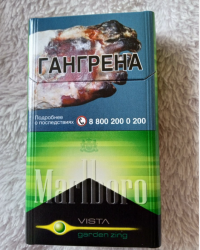 ГАНГРЕНА
Подробнее
о последствиях
8 800 200 0 200
Marlboro
VISTA
garden zing